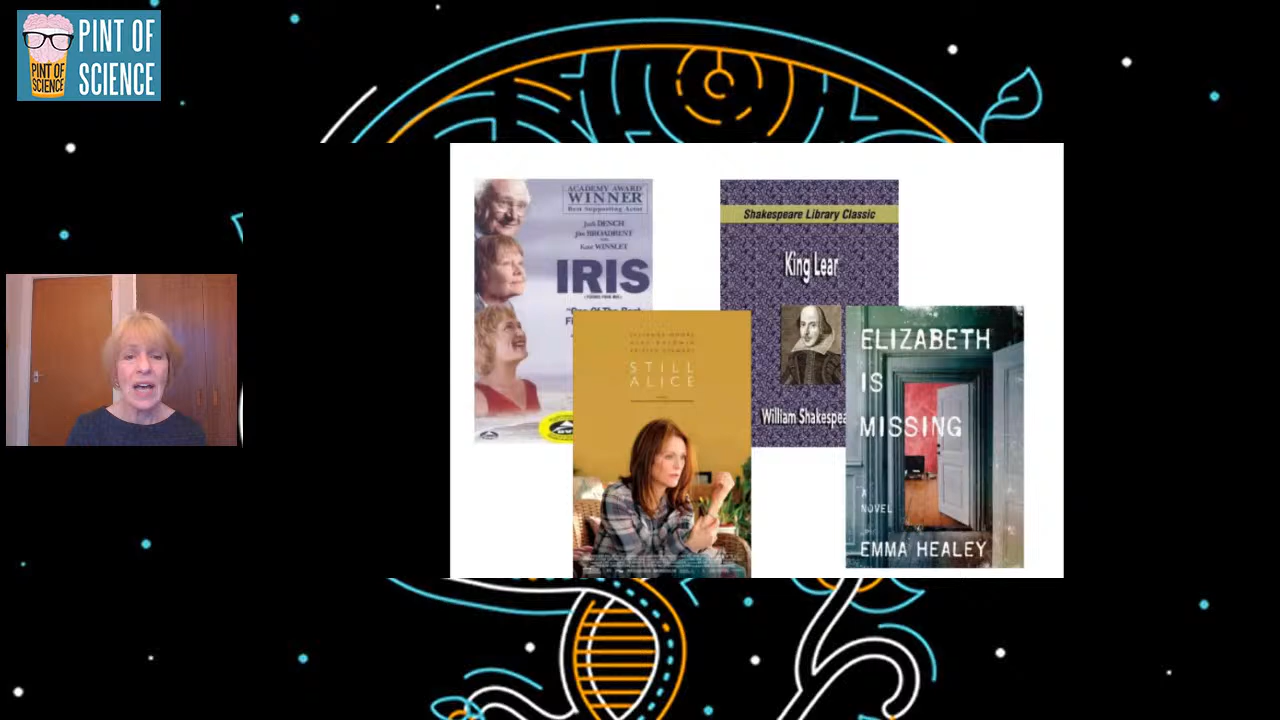 PINT OF
SCIENCE
PINT OF
SCIENCE
ACADEMY AWARD
WINNER
Best Supporting Actor
Judi DENCH
Jim BROADBENT
Kate WINSLET
IRIS
Shakespeare Library Classic
King Lear
William Shakespea
STILL
ALICE
ELIZABETH
IS
MISSING
A
NOVEL
EMMA HEALEY